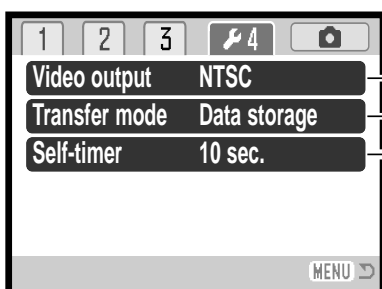 1 2 3 4
Video output NTSC
Transfer mode Data storage
Self-timer 10 sec.
MENU